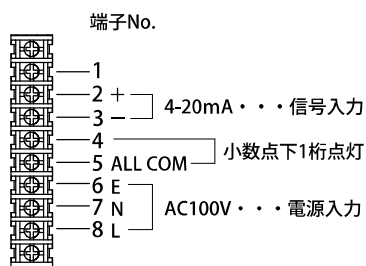 端子No.
1
2 +
3 −
4-20mA・・・信号入力
4
5 ALL COM
小数点下1桁点灯
6 E
7 N
8 L
AC100V・・・電源入力